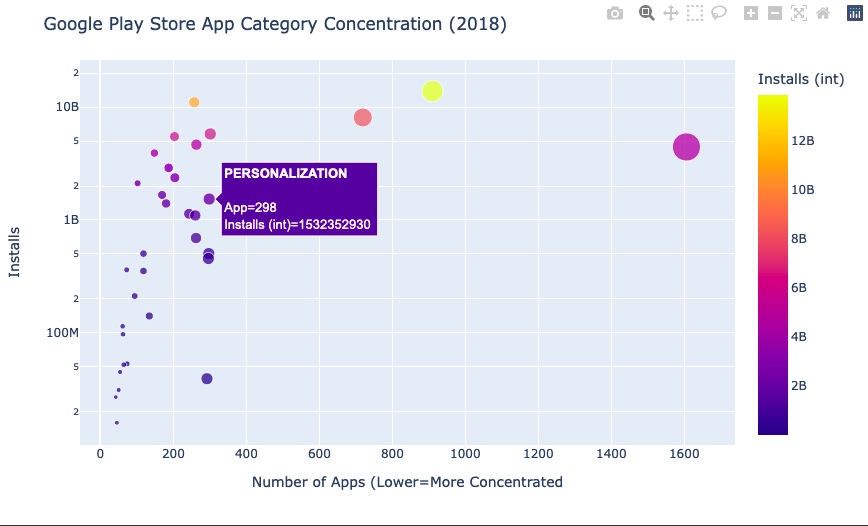 Google Play Store App Category Concentration (2018)
Installs (int)
2
10B
5
2
1B
5
2
100M
5
2
Installs
PERSONALIZATION
App=298
Installs (int)=1532352930
12B
10B
8B
6B
4B
2B
0 200 400 600 800 1000 1200 1400 1600
Number of Apps (Lower=More Concentrated